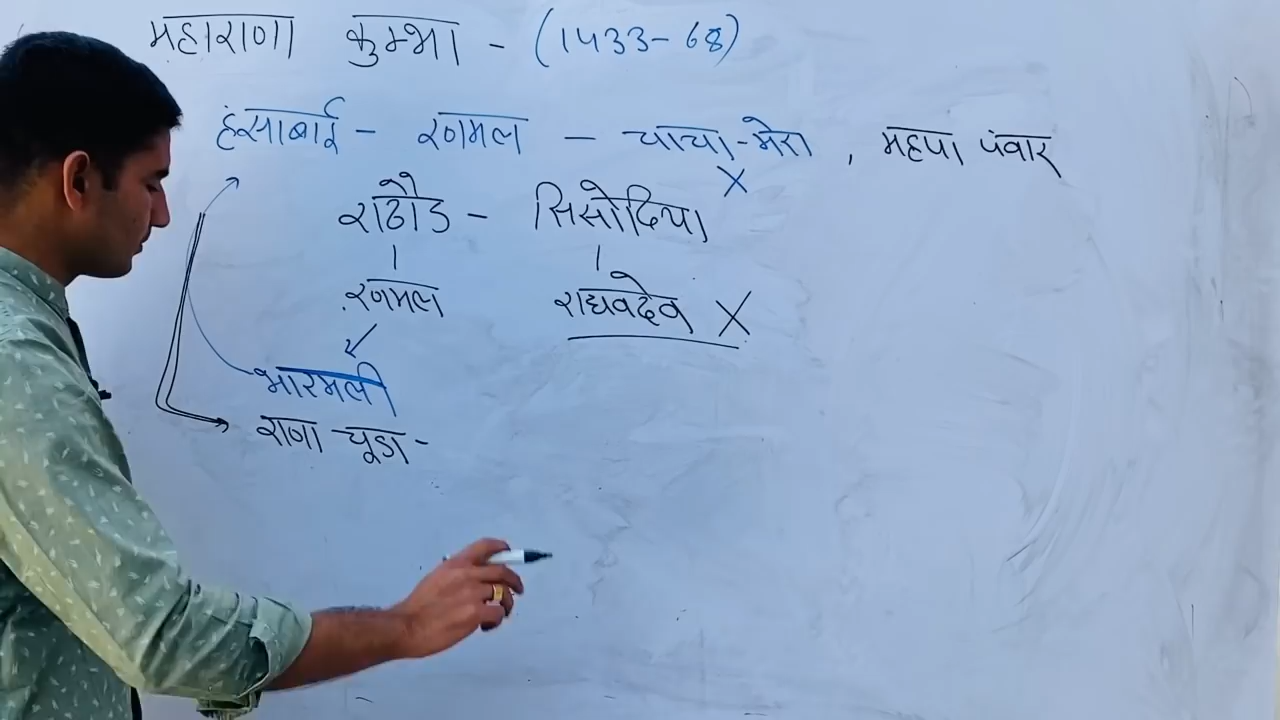 महाराणा कुम्भा - (1433-68)
हंसाबाई - रणमल - चाचा-मेरा, महपा पंवार
राठौड - सिसोदिया
रणमल राघवदेव
भारमली
राणा चूडा -